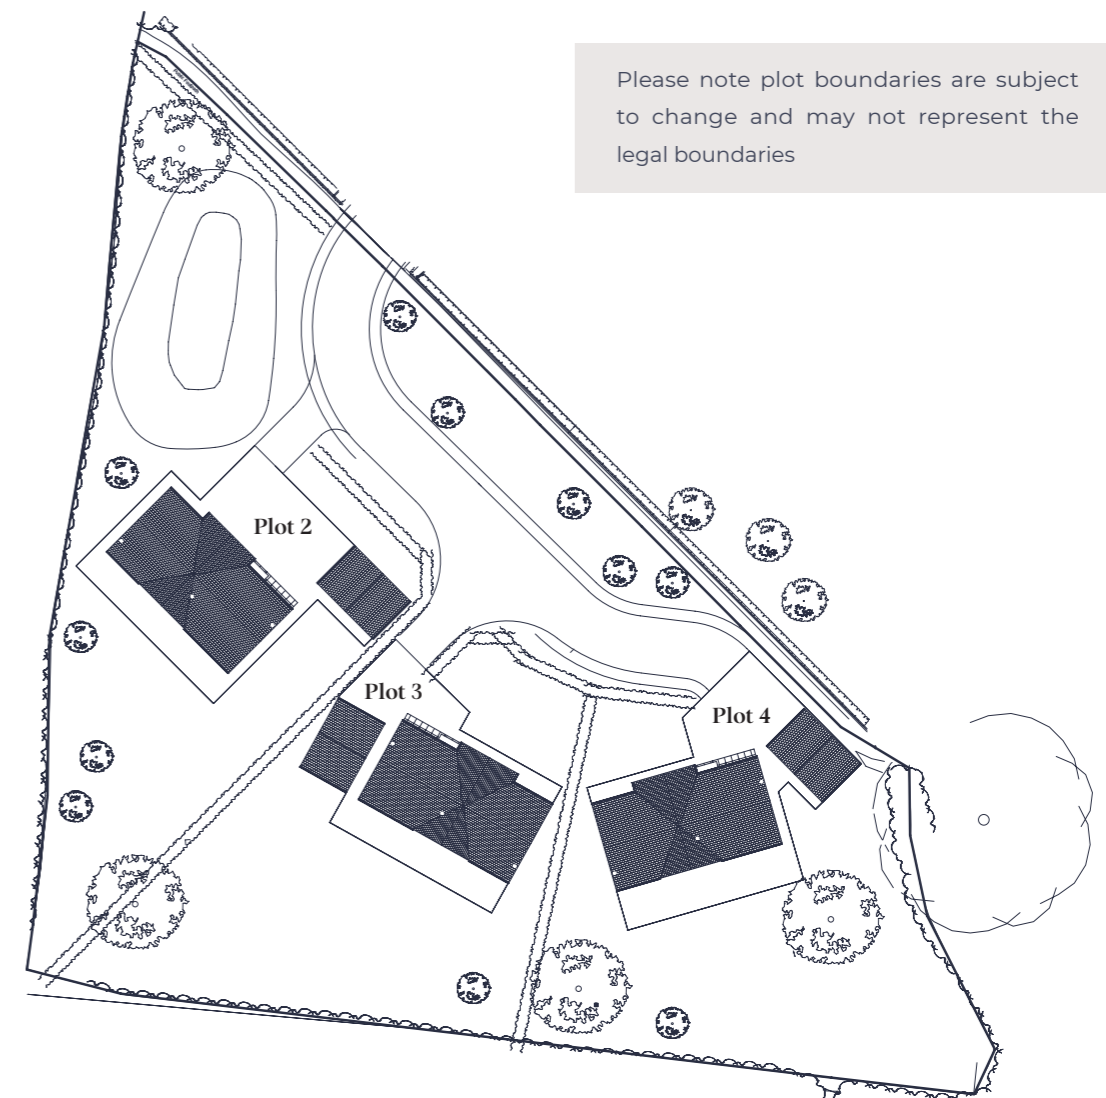 Please note plot boundaries are subject
to change and may not represent the
legal boundaries
Plot 2
Plot 3
Plot 4